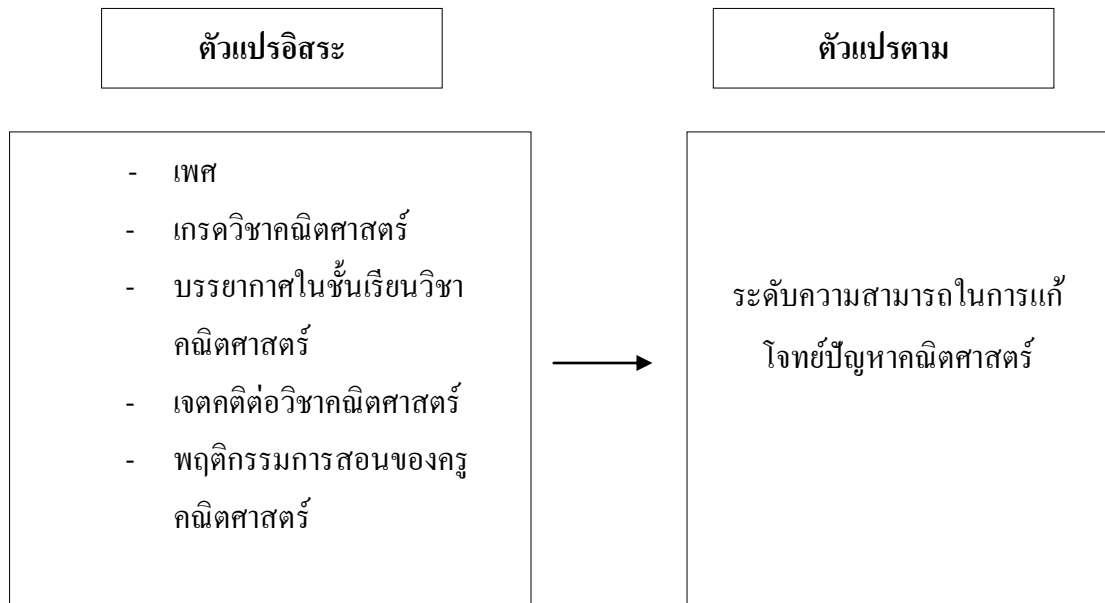 ตัวแปรอิสระ
ตัวแปรตาม
- เพศ
- เกรดวิชาคณิตศาสตร์
- บรรยากาศในชั้นเรียนวิชา
คณิตศาสตร์
- เจตคติต่อวิชาคณิตศาสตร์
- พฤติกรรมการสอนของครู
คณิตศาสตร์
ระดับความสามารถในการแก้
โจทย์ปัญหาคณิตศาสตร์